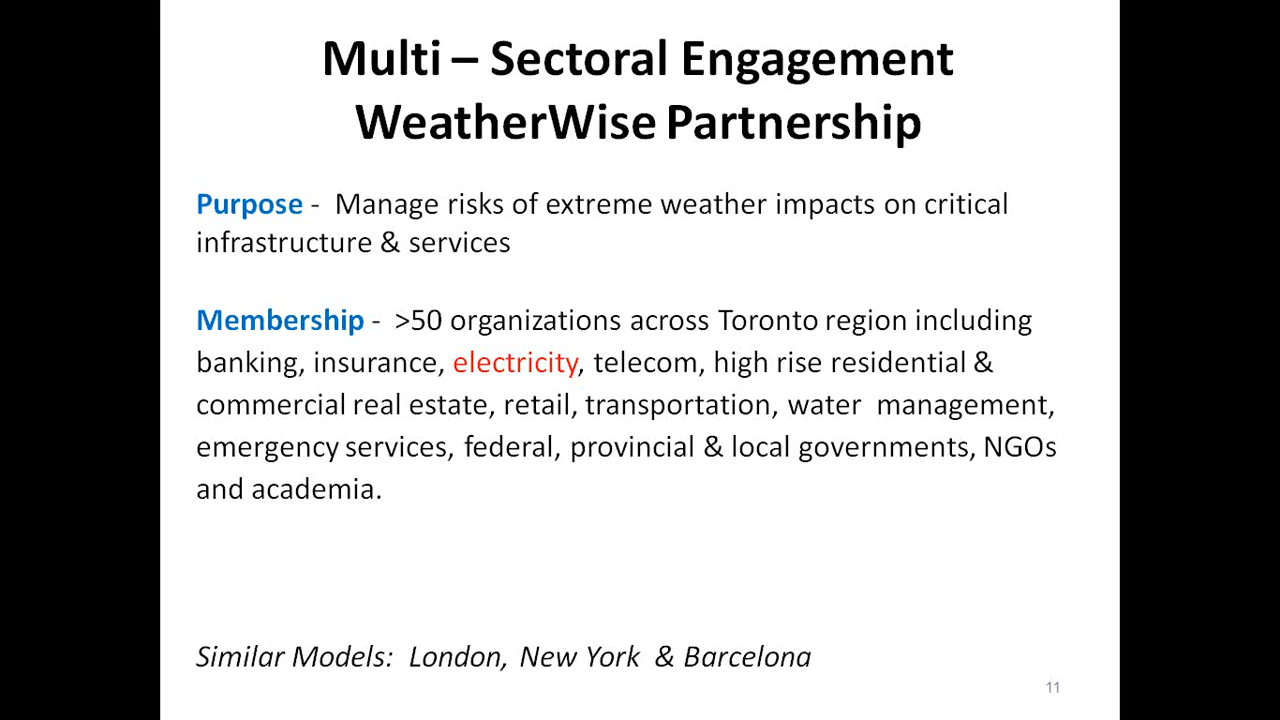 Multi – Sectoral Engagement
WeatherWise Partnership
Purpose - Manage risks of extreme weather impacts on critical
infrastructure & services
Membership - >50 organizations across Toronto region including
banking, insurance, electricity, telecom, high rise residential &
commercial real estate, retail, transportation, water management,
emergency services, federal, provincial & local governments, NGOs
and academia.
Similar Models: London, New York & Barcelona
11